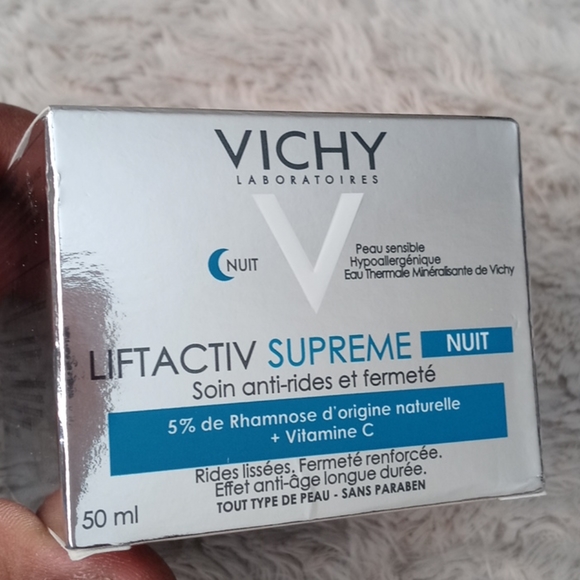 VICHY
LABORATOIRES
V
NUIT
Peau sensible
Hypoallergénique
Eau Thermale Minéralisante de Vichy
LIFTACTIV SUPREME NUIT
Soin anti-rides et fermeté
5% de Rhamnose d'origine naturelle
+ Vitamine C
Rides lissées. Fermeté renforcée.
Effet anti-âge longue durée.
TOUT TYPE DE PEAU - SANS PARABEN
50 ml